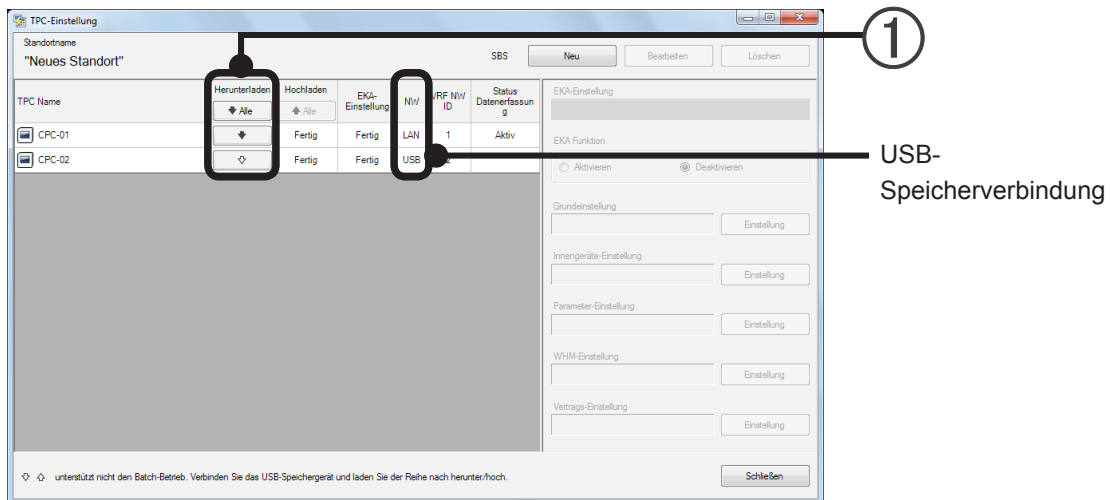 TPC-Einstellung
Standortname
"Neues Standort"
SBS
Neu
Bearbeiten
Löschen
①
TPC Name
Herunterladen
Alle
Hochladen
Alle
EKA-
Einstellung
NW
VRF NW
ID
Status
Datenerfassun
g
CPC-01
Fertig
Fertig
LAN
1
Aktiv
CPC-02
Fertig
Fertig
USB
2
EKA-Einstellung
EKA Funktion
Aktivieren
Deaktivieren
Grundeinstellung
Einstellung
Innengeräte-Einstellung
Einstellung
Parameter-Einstellung
Einstellung
WHM-Einstellung
Einstellung
Vertrags-Einstellung
Einstellung
USB-
Speicherverbindung
unterstützt nicht den Batch-Betrieb. Verbinden Sie das USB-Speichergerät und laden Sie der Reihe nach herunter/hoch.
Schließen